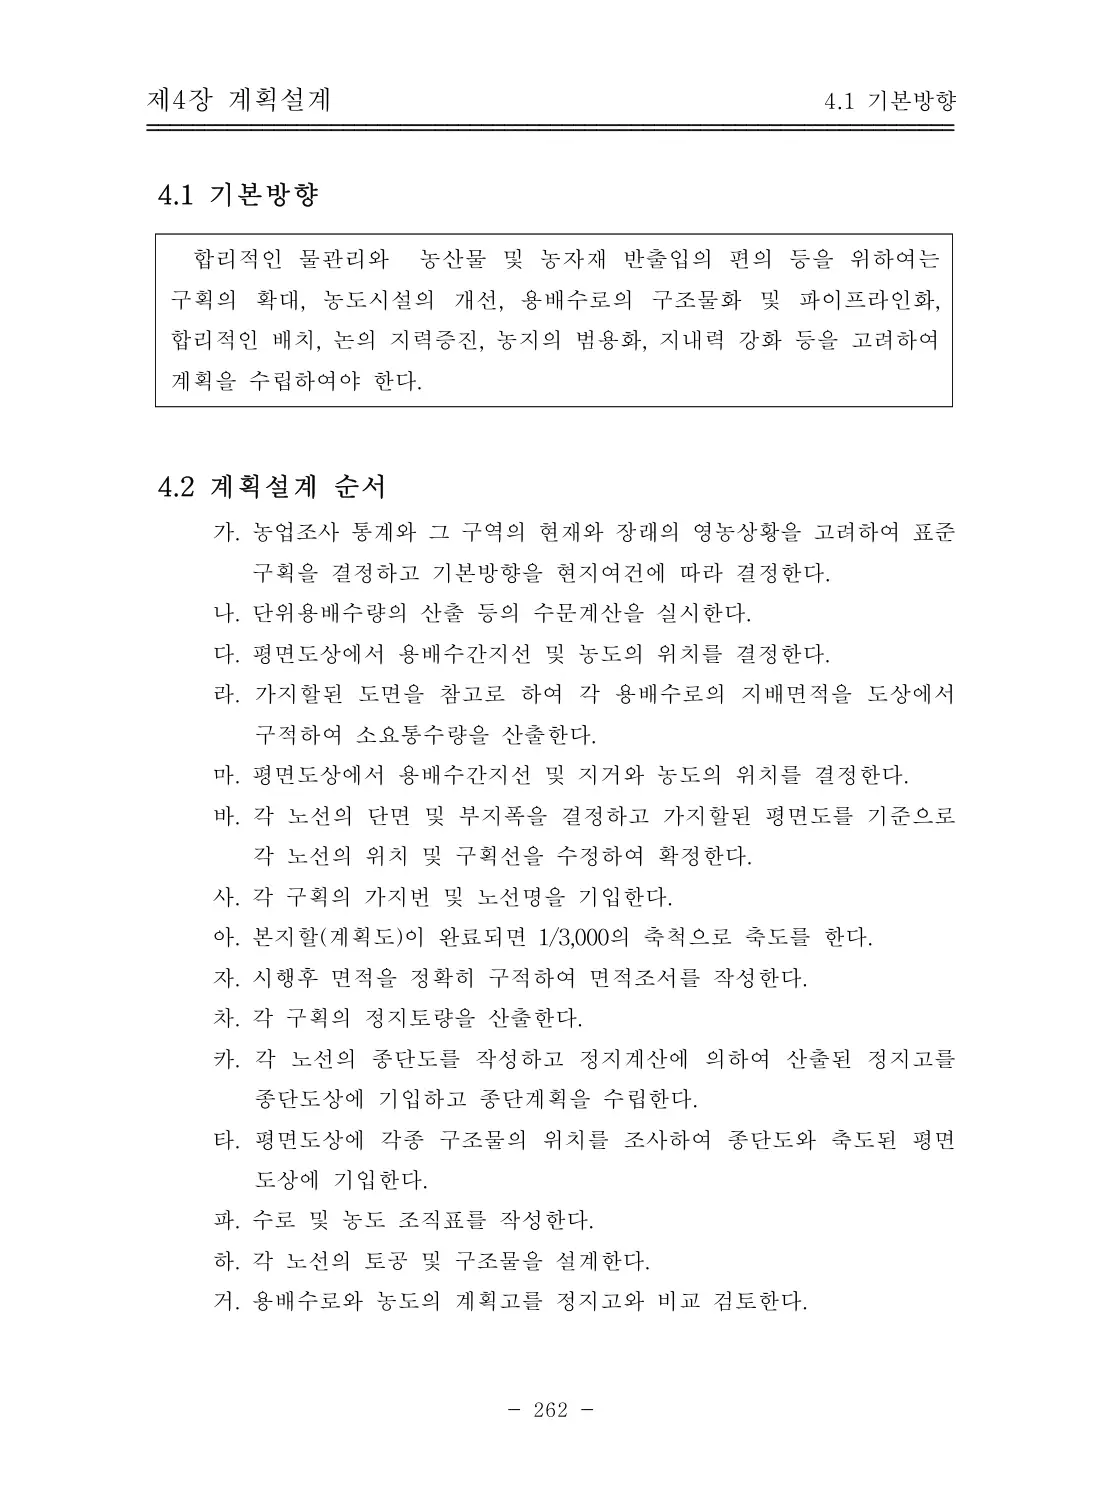 제4장 계획설계
4.1 기본방향
4.1 기본방향
합리적인 물관리와 농산물 및 농자재 반출입의 편의 등을 위하여는
구획의 확대, 농도시설의 개선, 용배수로의 구조물화 및 파이프라인화,
합리적인 배치, 논의 지력증진, 농지의 범용화, 지내력 강화 등을 고려하여
계획을 수립하여야 한다.
4.2 계획설계 순서
가. 농업조사 통계와 그 구역의 현재와 장래의 영농상황을 고려하여 표준
구획을 결정하고 기본방향을 현지여건에 따라 결정한다.
나. 단위용배수량의 산출 등의 수문계산을 실시한다.
다. 평면도상에서 용배수간지선 및 농도의 위치를 결정한다.
라. 가지할된 도면을 참고로 하여 각 용배수로의 지배면적을 도상에서
구적하여 소요통수량을 산출한다.
마. 평면도상에서 용배수간지선 및 지거와 농도의 위치를 결정한다.
바. 각 노선의 단면 및 부지폭을 결정하고 가지할된 평면도를 기준으로
각 노선의 위치 및 구획선을 수정하여 확정한다.
사. 각 구획의 가지번 및 노선명을 기입한다.
아. 본지할(계획도)이 완료되면 1/3,000의 축척으로 축도를 한다.
자. 시행후 면적을 정확히 구적하여 면적조서를 작성한다.
차. 각 구획의 정지토량을 산출한다.
카. 각 노선의 종단도를 작성하고 정지계산에 의하여 산출된 정지고를
종단도상에 기입하고 종단계획을 수립한다.
타. 평면도상에 각종 구조물의 위치를 조사하여 종단도와 축도된 평면
도상에 기입한다.
파. 수로 및 농도 조직표를 작성한다.
하. 각 노선의 토공 및 구조물을 설계한다.
거. 용배수로와 농도의 계획고를 정지고와 비교 검토한다.
- 262 -